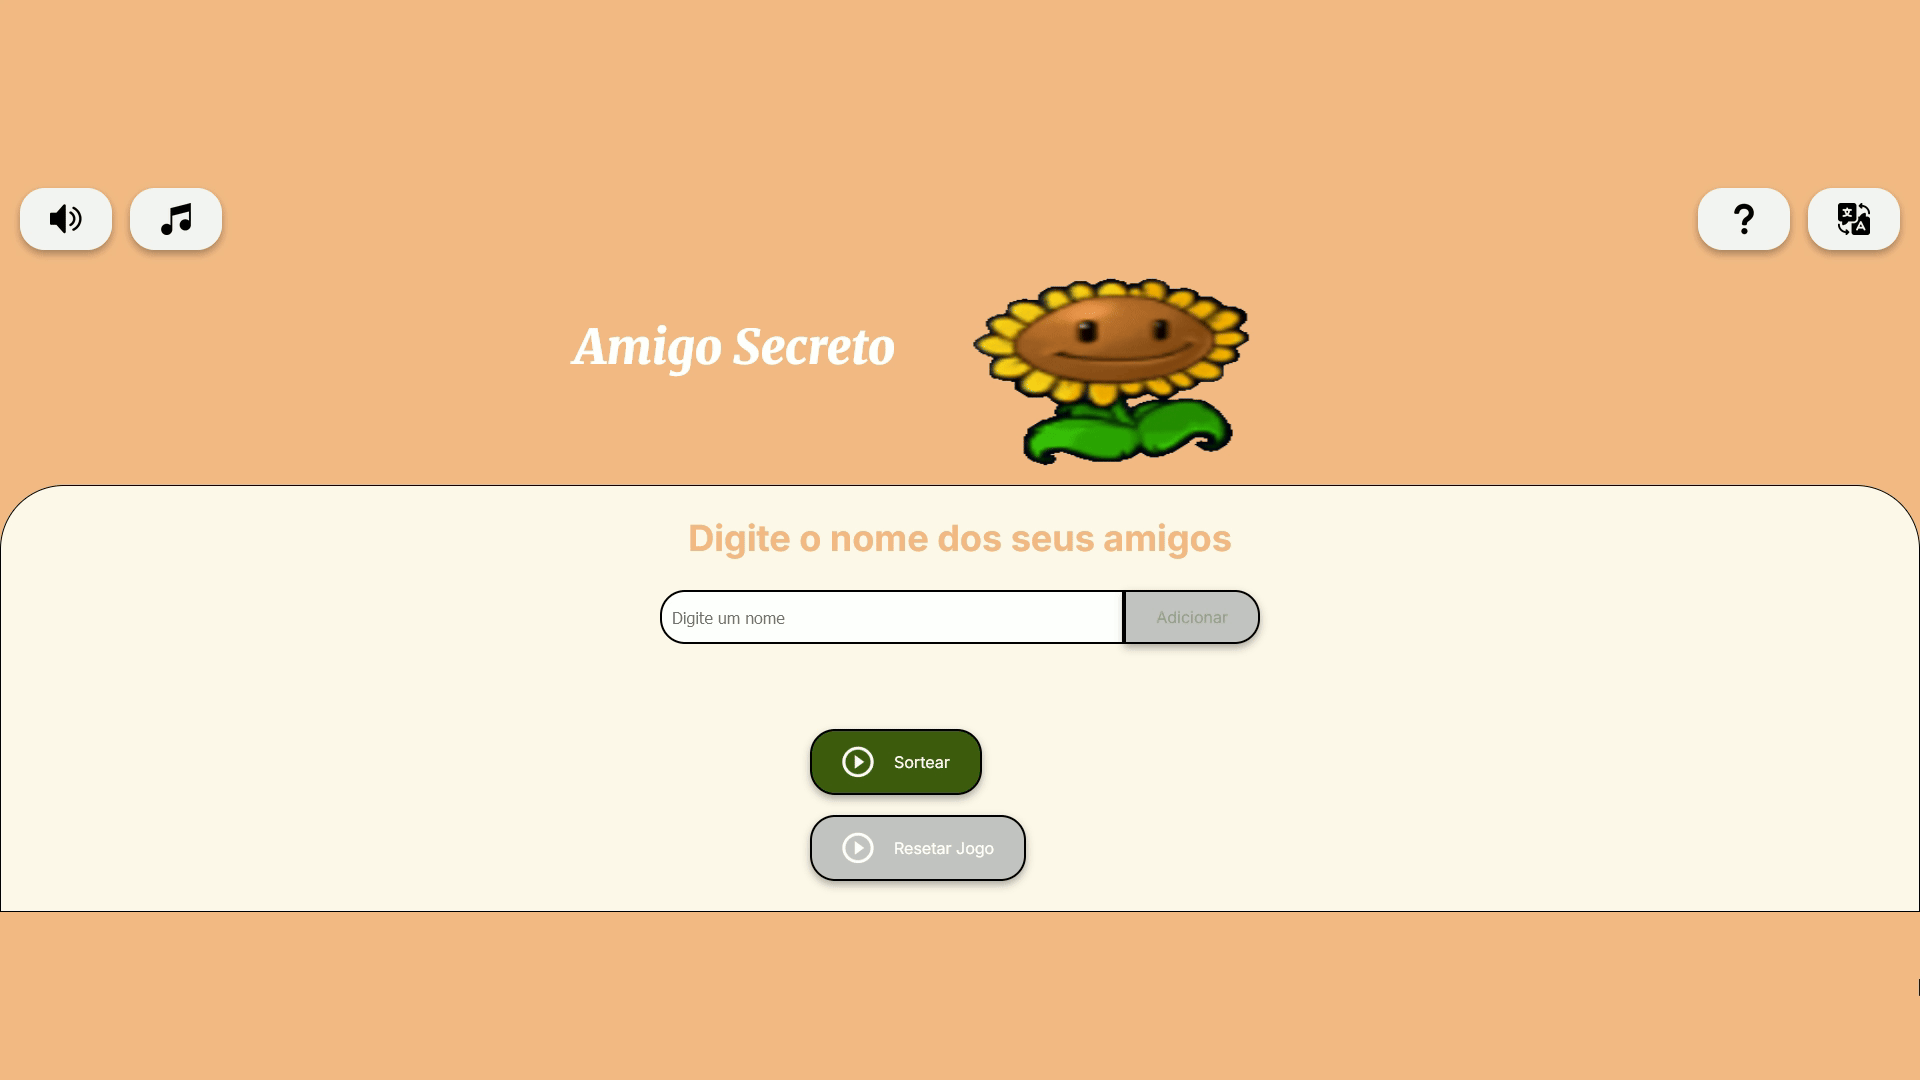 Amigo Secreto
Digite o nome dos seus amigos
Digite um nome
Adicionar
Sortear
Resetar Jogo